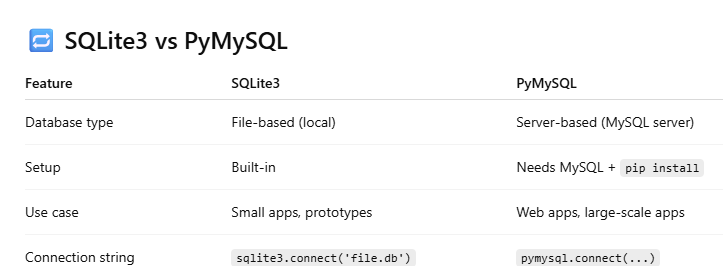 🔁 SQLite3 vs PyMySQL
Feature SQLite3 PyMySQL
Database type File-based (local) Server-based (MySQL server)
Setup Built-in Needs MySQL + pip install
Use case Small apps, prototypes Web apps, large-scale apps
Connection string sqlite3.connect('file.db') pymysql.connect(...)